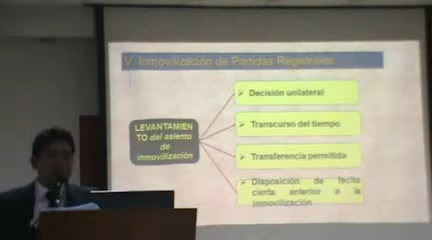 V. Inmovilización de Partidas Registrales
LEVANTAMIEN
TO del asiento
de
inmovilización
➢ Decisión unilateral
➢ Transcurso del tiempo
➢ Transferencia permitida
➢ Disposición de fecha
cierta anterior a la
inmovilización